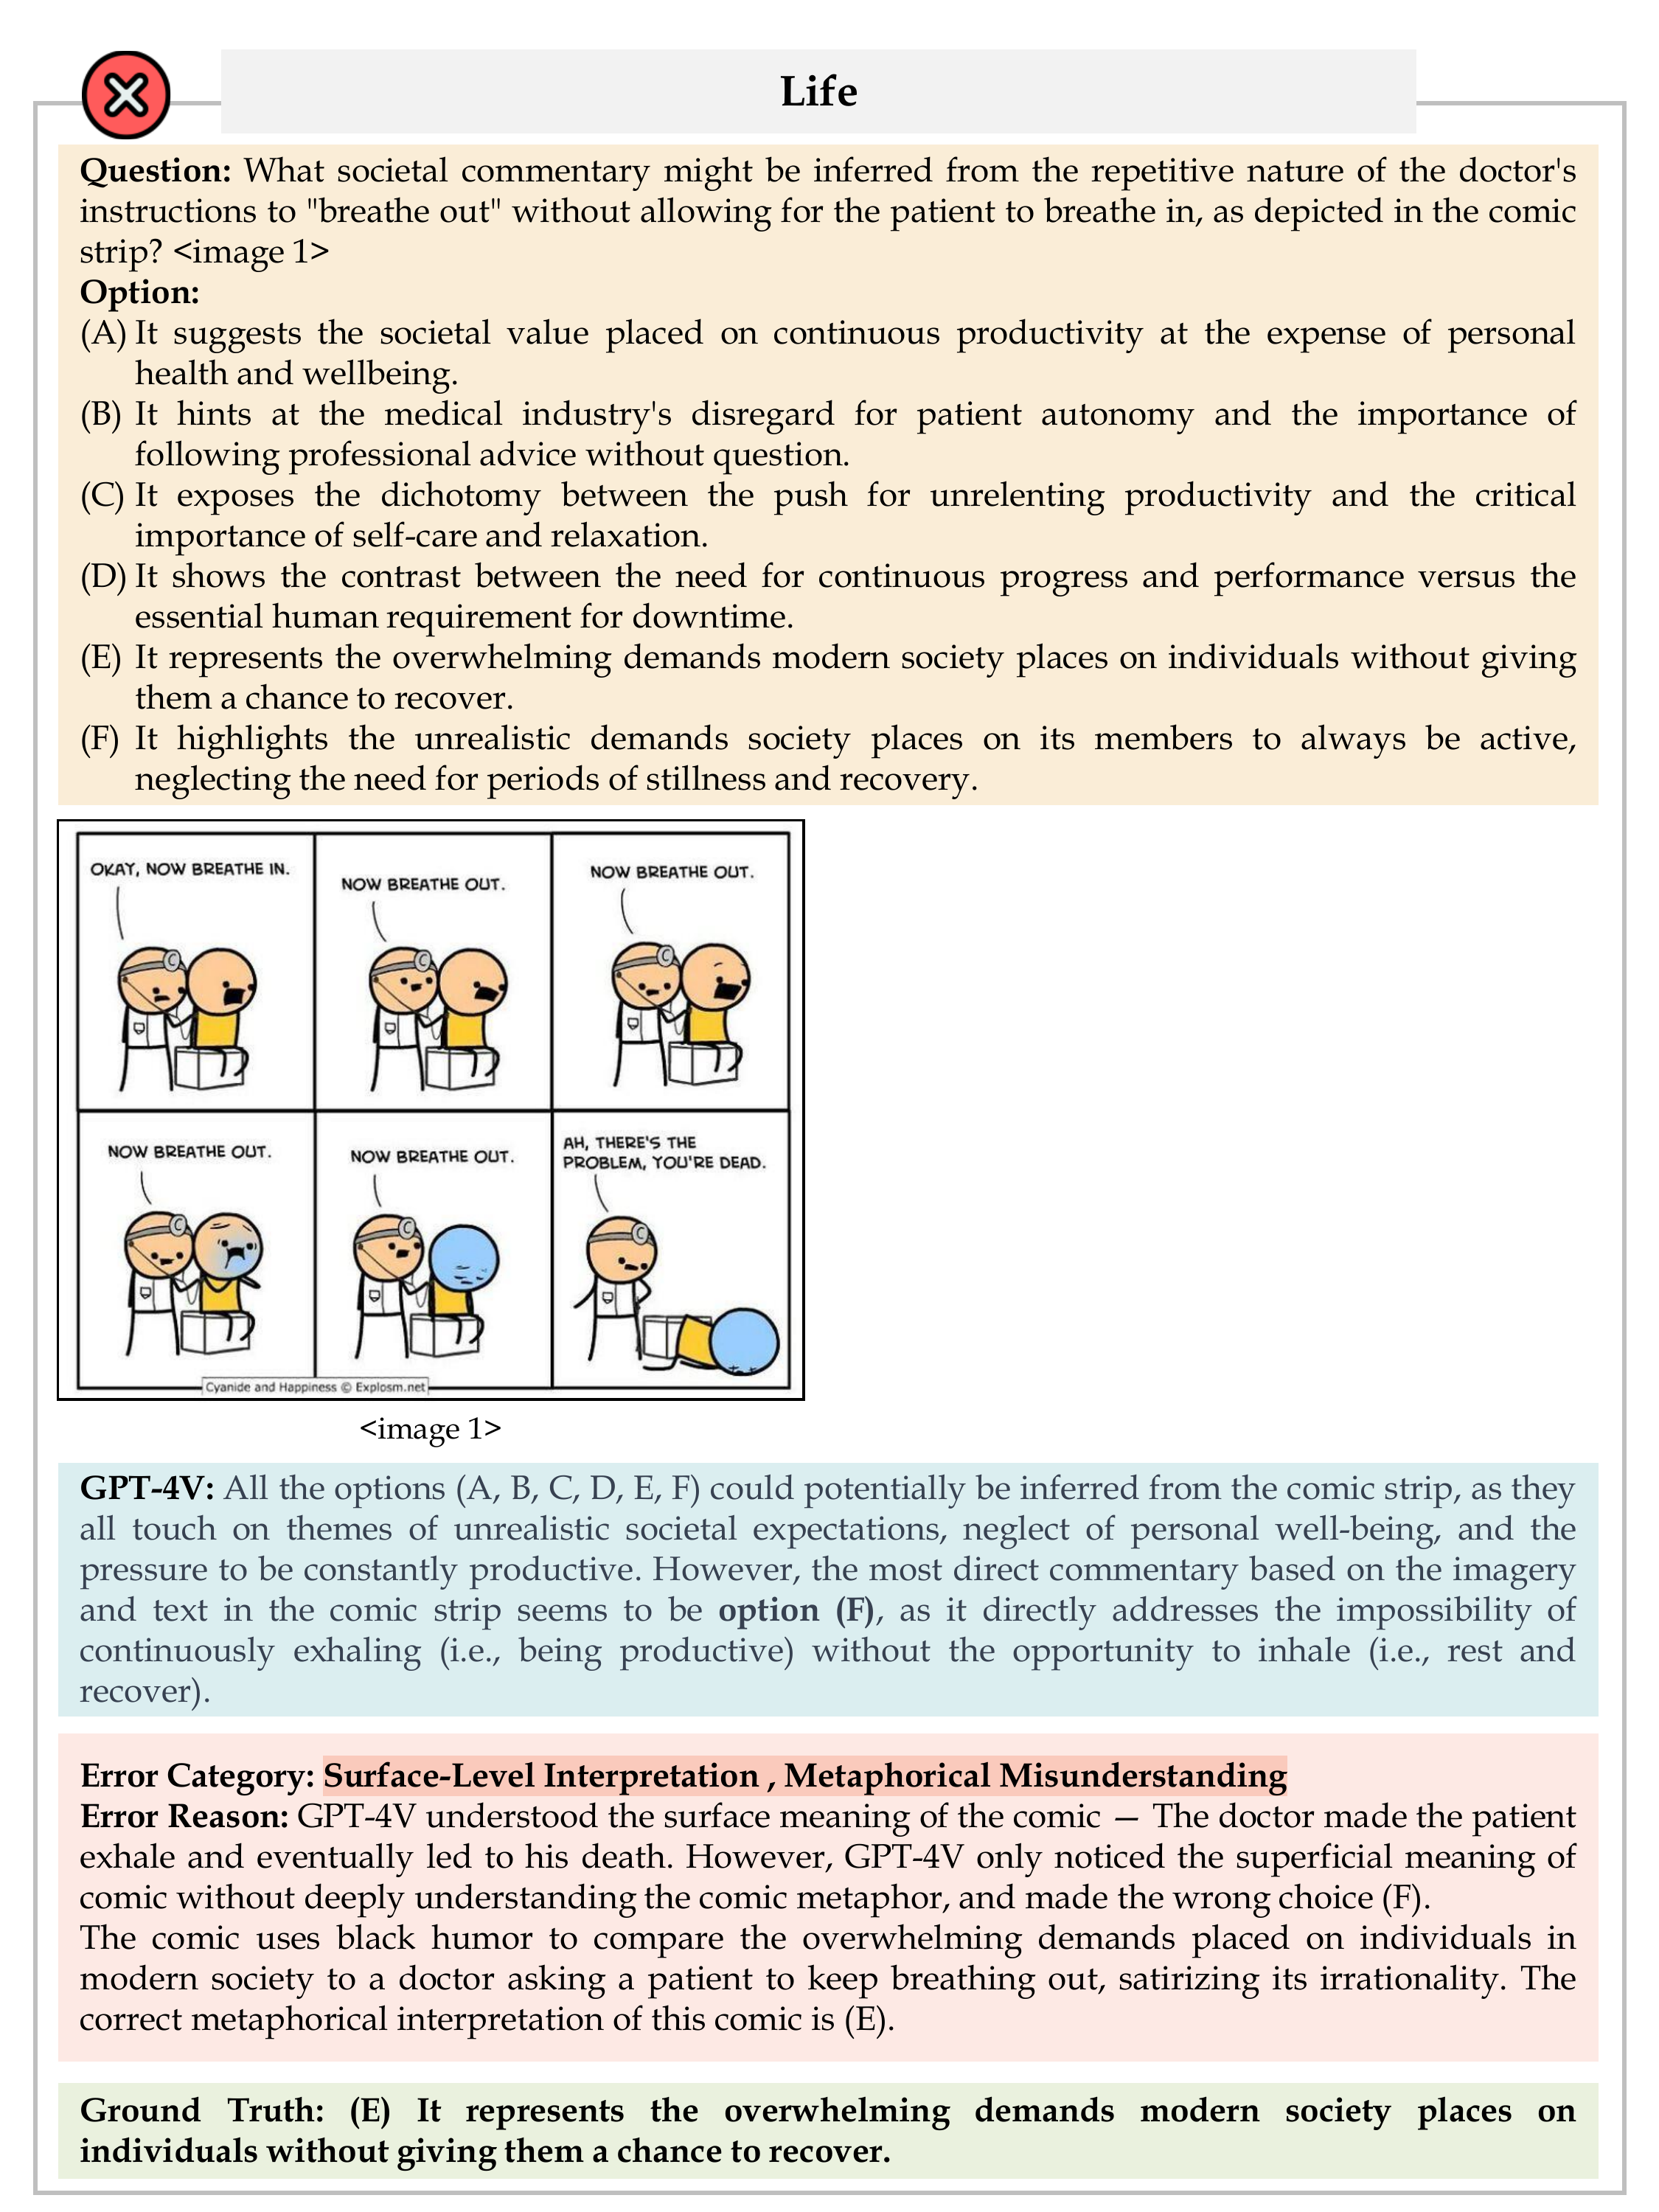 Life
Question: What societal commentary might be inferred from the repetitive nature of the doctor's
instructions to "breathe out" without allowing for the patient to breathe in, as depicted in the comic
strip? <image 1>
Option:
(A) It suggests the societal value placed on continuous productivity at the expense of personal
health and wellbeing.
(B) It hints at the medical industry's disregard for patient autonomy and the importance of
following professional advice without question.
(C) It exposes the dichotomy between the push for unrelenting productivity and the critical
importance of self-care and relaxation.
(D) It shows the contrast between the need for continuous progress and performance versus the
essential human requirement for downtime.
(E) It represents the overwhelming demands modern society places on individuals without giving
them a chance to recover.
(F) It highlights the unrealistic demands society places on its members to always be active,
neglecting the need for periods of stillness and recovery.
OKAY, NOW BREATHE IN.
NOW BREATHE OUT.
NOW BREATHE OUT.
NOW BREATHE OUT.
NOW BREATHE OUT.
AH, THERE'S THE
PROBLEM, YOU'RE DEAD.
Cyanide and Happiness © Explosm.net
<image 1>
GPT-4V: All the options (A, B, C, D, E, F) could potentially be inferred from the comic strip, as they
all touch on themes of unrealistic societal expectations, neglect of personal well-being, and the
pressure to be constantly productive. However, the most direct commentary based on the imagery
and text in the comic strip seems to be option (F), as it directly addresses the impossibility of
continuously exhaling (i.e., being productive) without the opportunity to inhale (i.e., rest and
recover).
Error Category: Surface-Level Interpretation , Metaphorical Misunderstanding
Error Reason: GPT-4V understood the surface meaning of the comic — The doctor made the patient
exhale and eventually led to his death. However, GPT-4V only noticed the superficial meaning of
comic without deeply understanding the comic metaphor, and made the wrong choice (F).
The comic uses black humor to compare the overwhelming demands placed on individuals in
modern society to a doctor asking a patient to keep breathing out, satirizing its irrationality. The
correct metaphorical interpretation of this comic is (E).
Ground Truth: (E) It represents the overwhelming demands modern society places on
individuals without giving them a chance to recover.